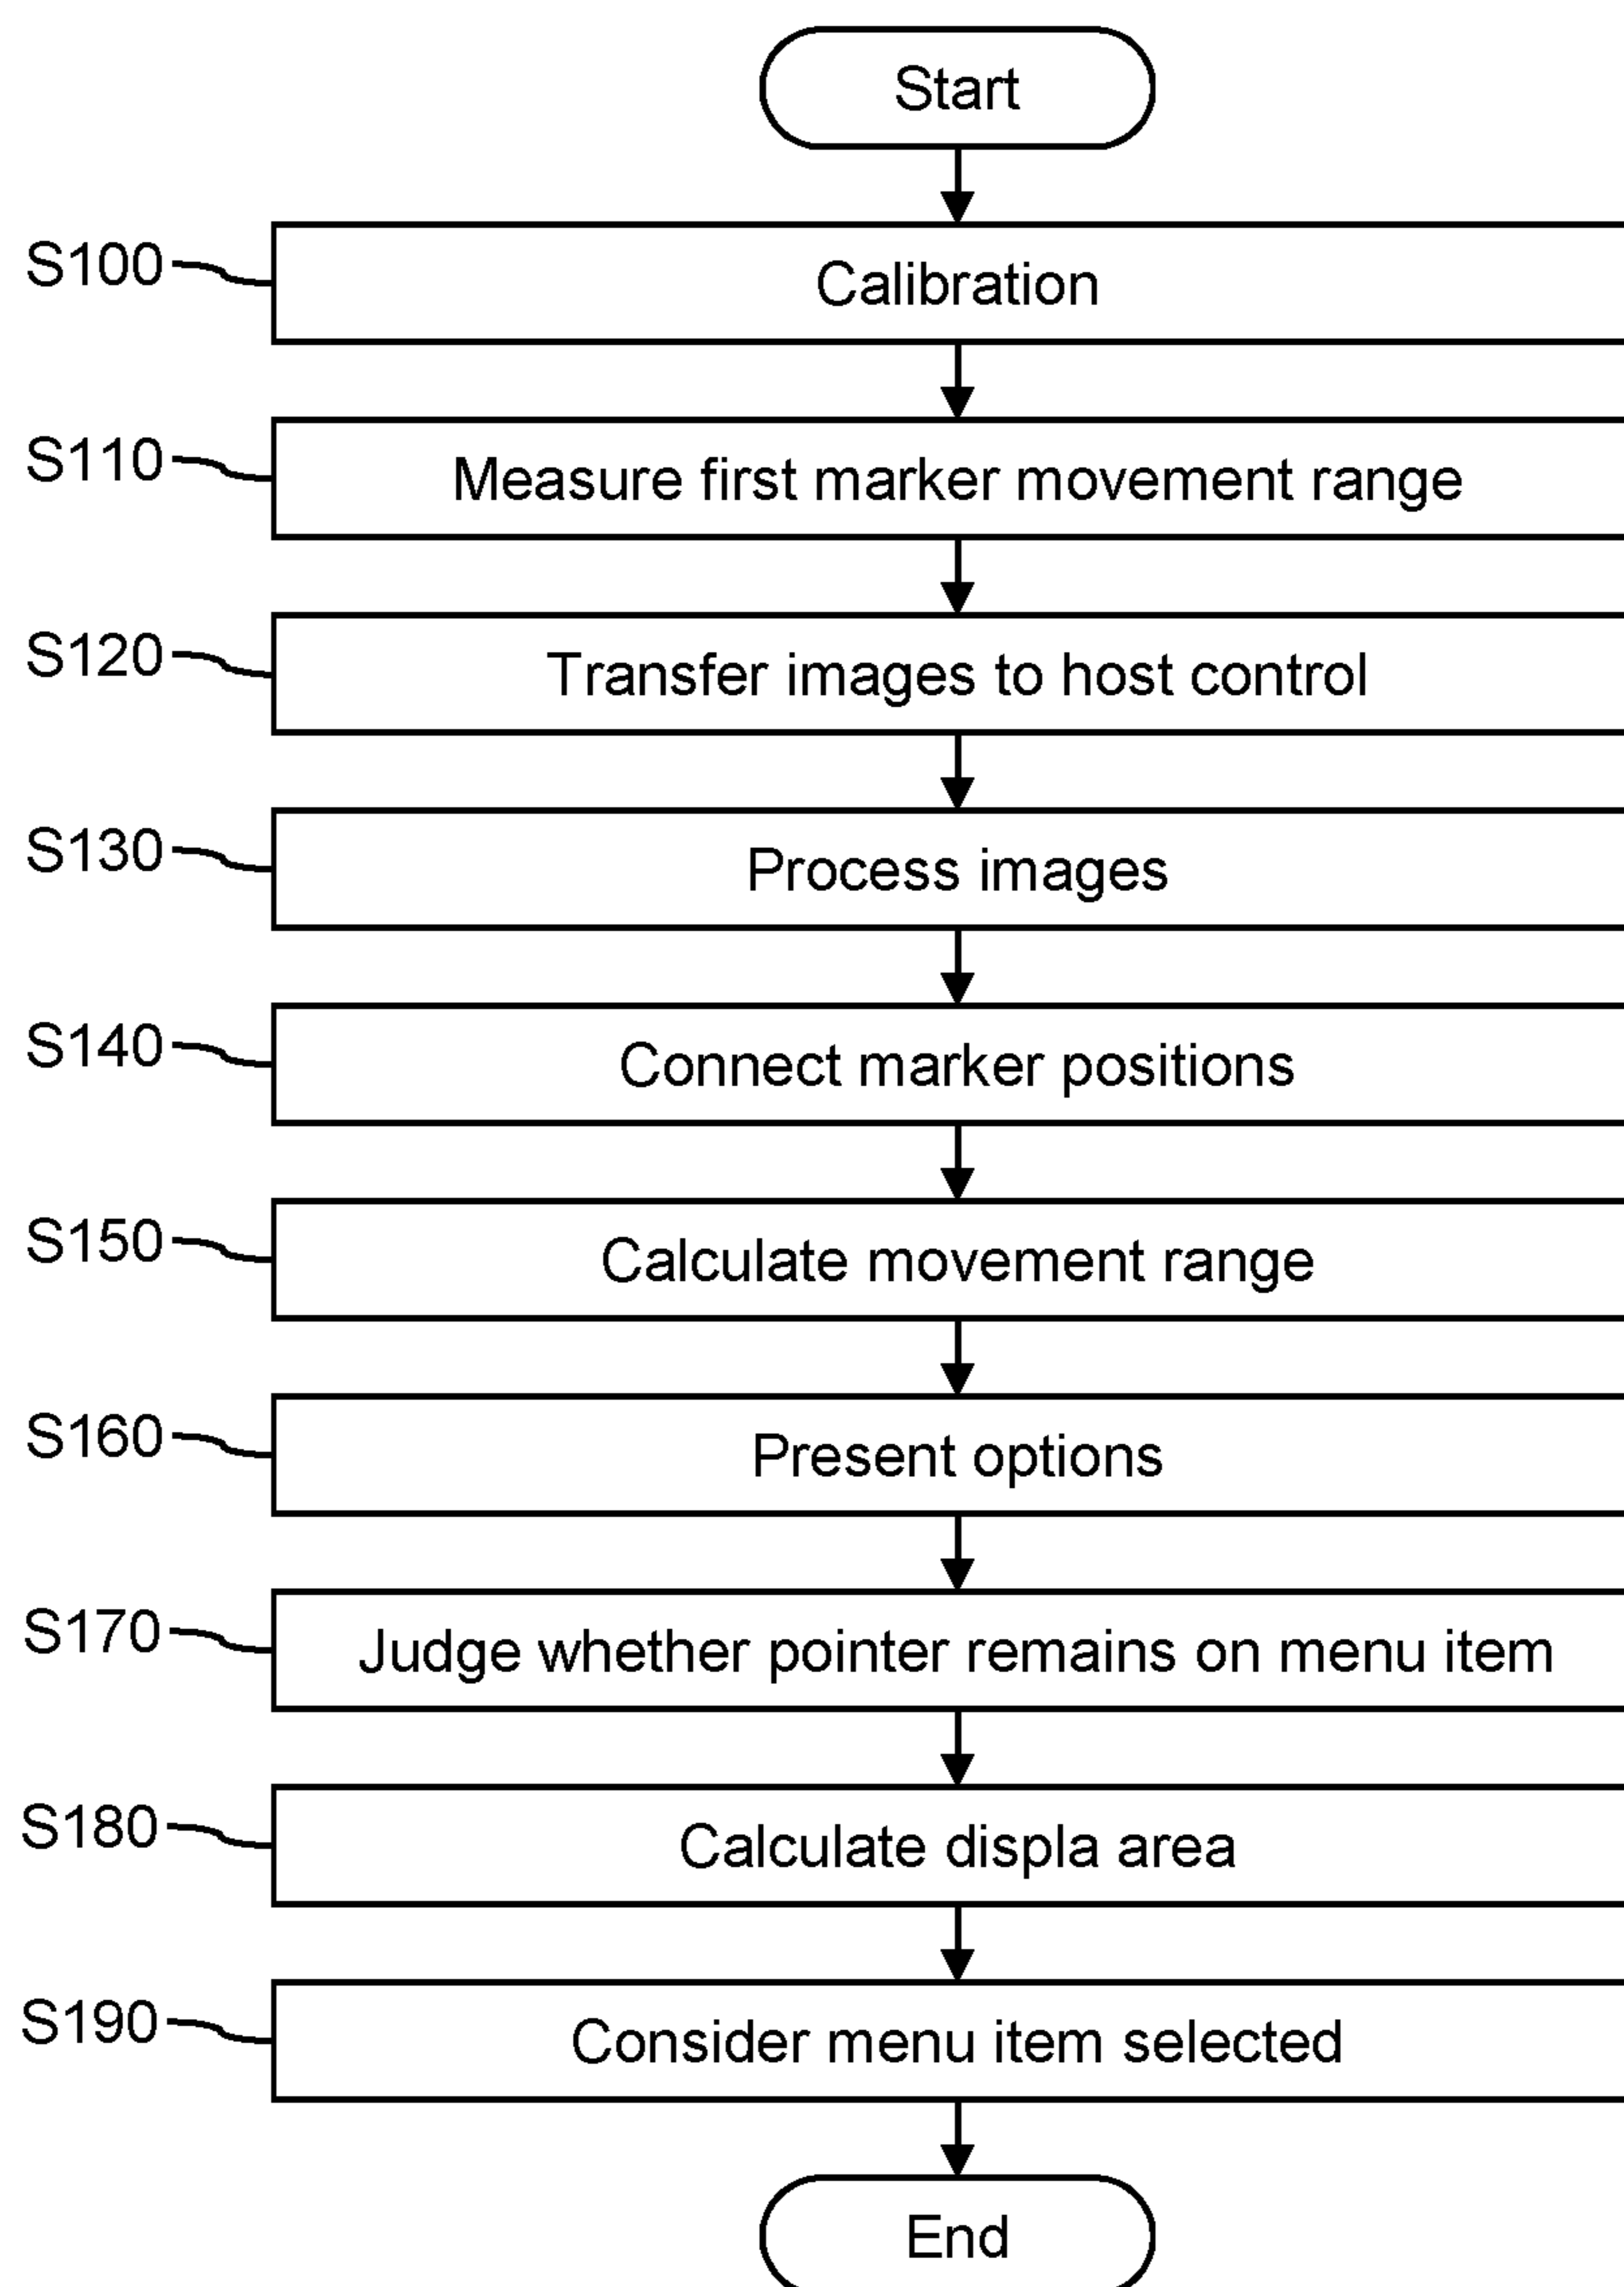 Start
S100 Calibration
S110 Measure first marker movement range
S120 Transfer images to host control
S130 Process images
S140 Connect marker positions
S150 Calculate movement range
S160 Present options
S170 Judge whether pointer remains on menu item
S180 Calculate displa area
S190 Consider menu item selected
End